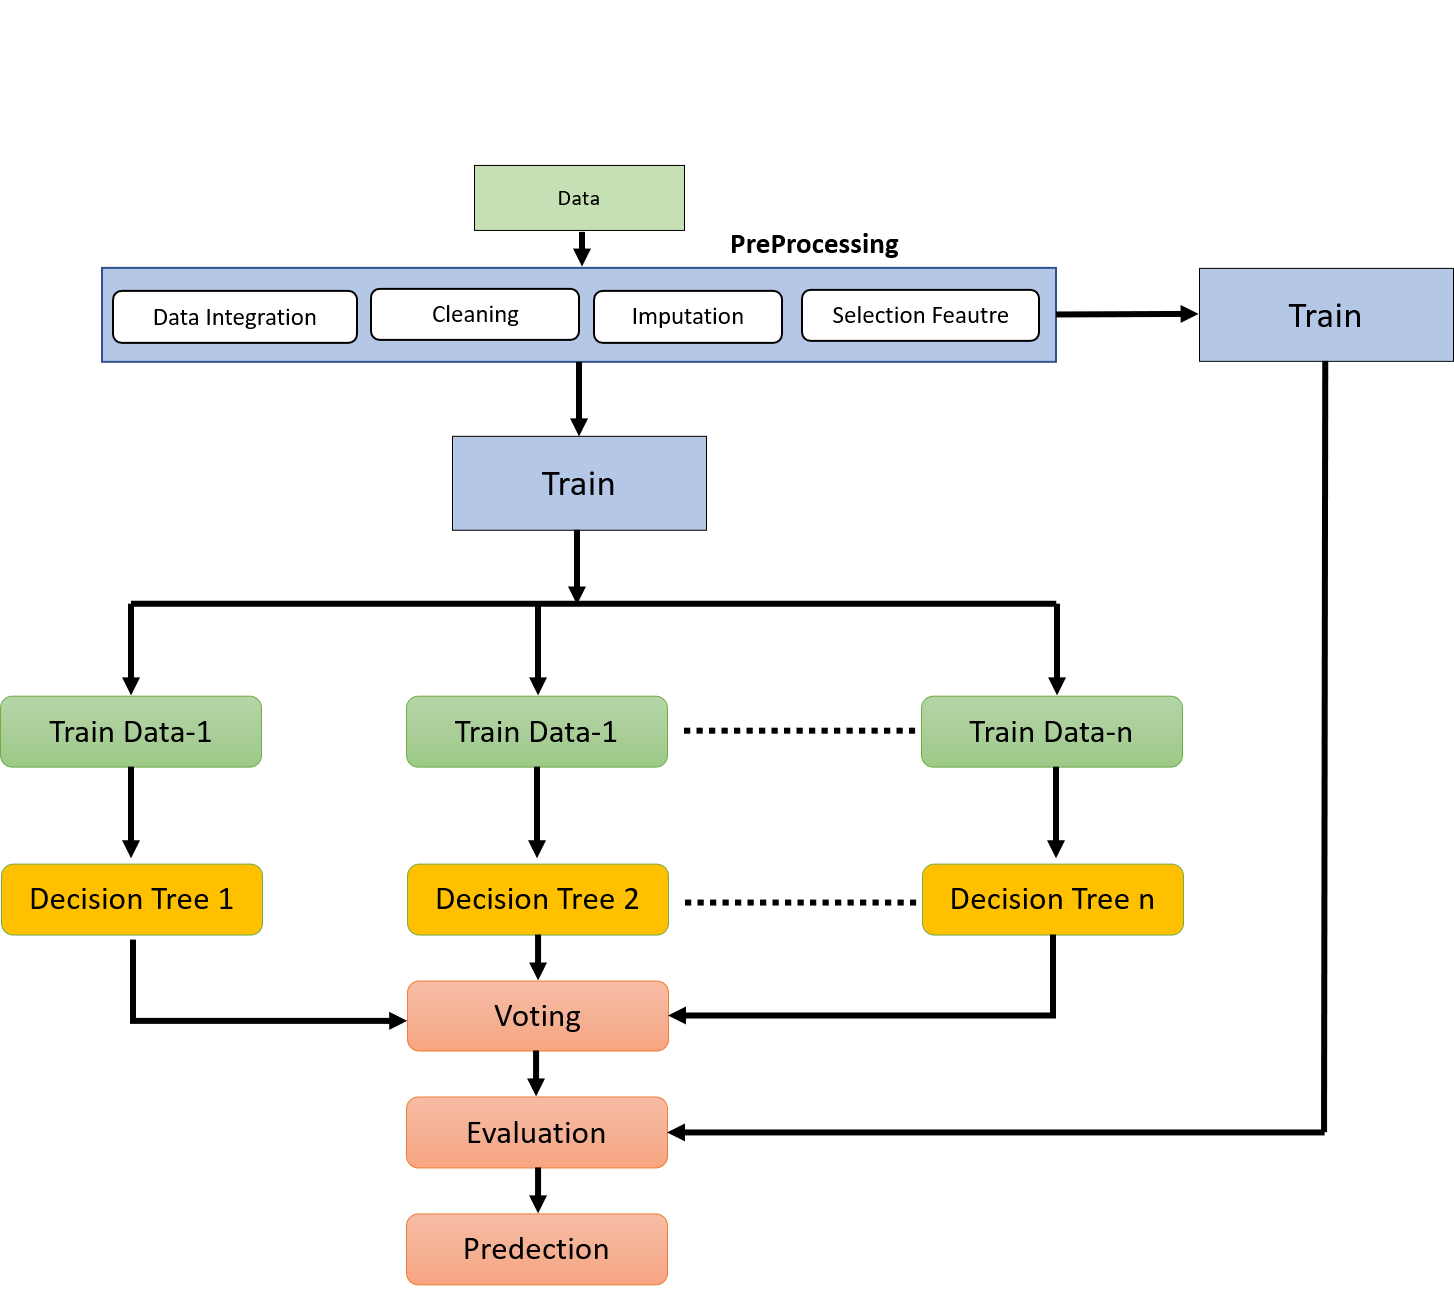 Data
PreProcessing
Data Integration
Cleaning
Imputation
Selection Feautre
Train
Train
Train Data-1
Train Data-1
Train Data-n
Decision Tree 1
Decision Tree 2
Decision Tree n
Voting
Evaluation
Predection